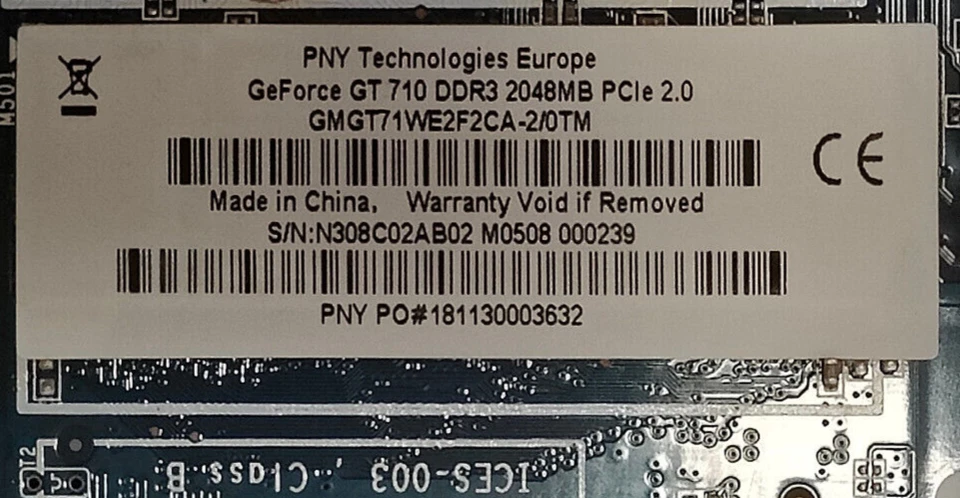 PNY Technologies Europe
GeForce GT 710 DDR3 2048MB PCIe 2.0
GMGT71WE2F2CA-2/0TM
CE
Made in China, Warranty Void if Removed
S/N:N308C02AB02 M0508 000239
PNY PO#181130003632
M501
ICES-003 , Class B